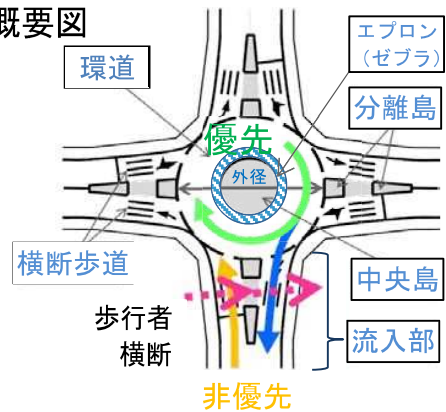 概要図
エプロン
（ゼブラ）
環道
分離島
優先
外径
横断歩道
中央島
歩行者
横断
流入部
非優先